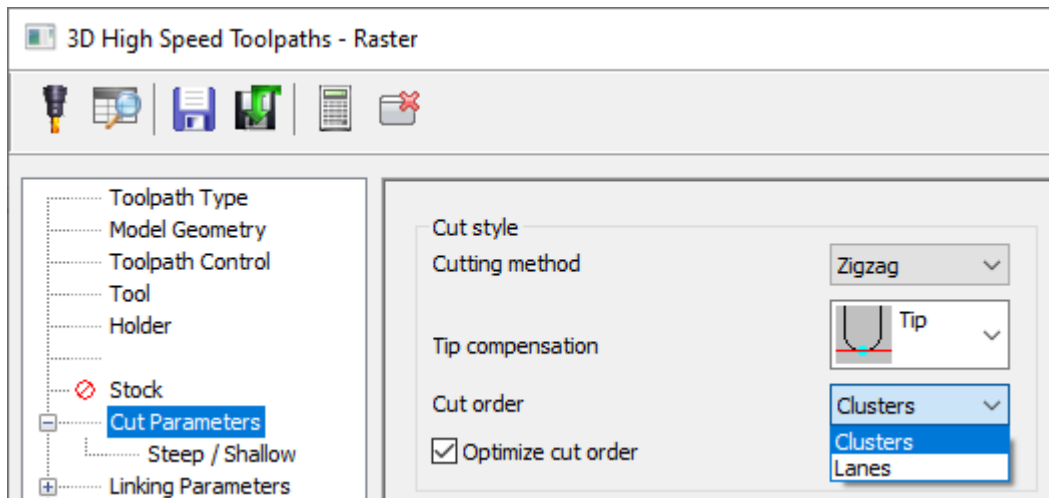 3D High Speed Toolpaths - Raster
Toolpath Type
Model Geometry
Toolpath Control
Tool
Holder
Stock
Cut Parameters
Steep / Shallow
Linking Parameters
Cut style
Cutting method
Zigzag
Tip compensation
Tip
Cut order
Clusters
Clusters
Lanes
Optimize cut order